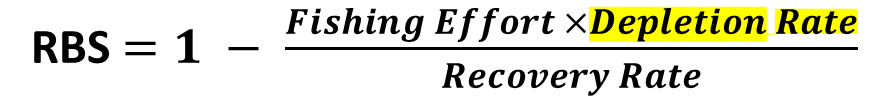 RBS = 1 − Fishing Effort × Depletion Rate
Recovery Rate